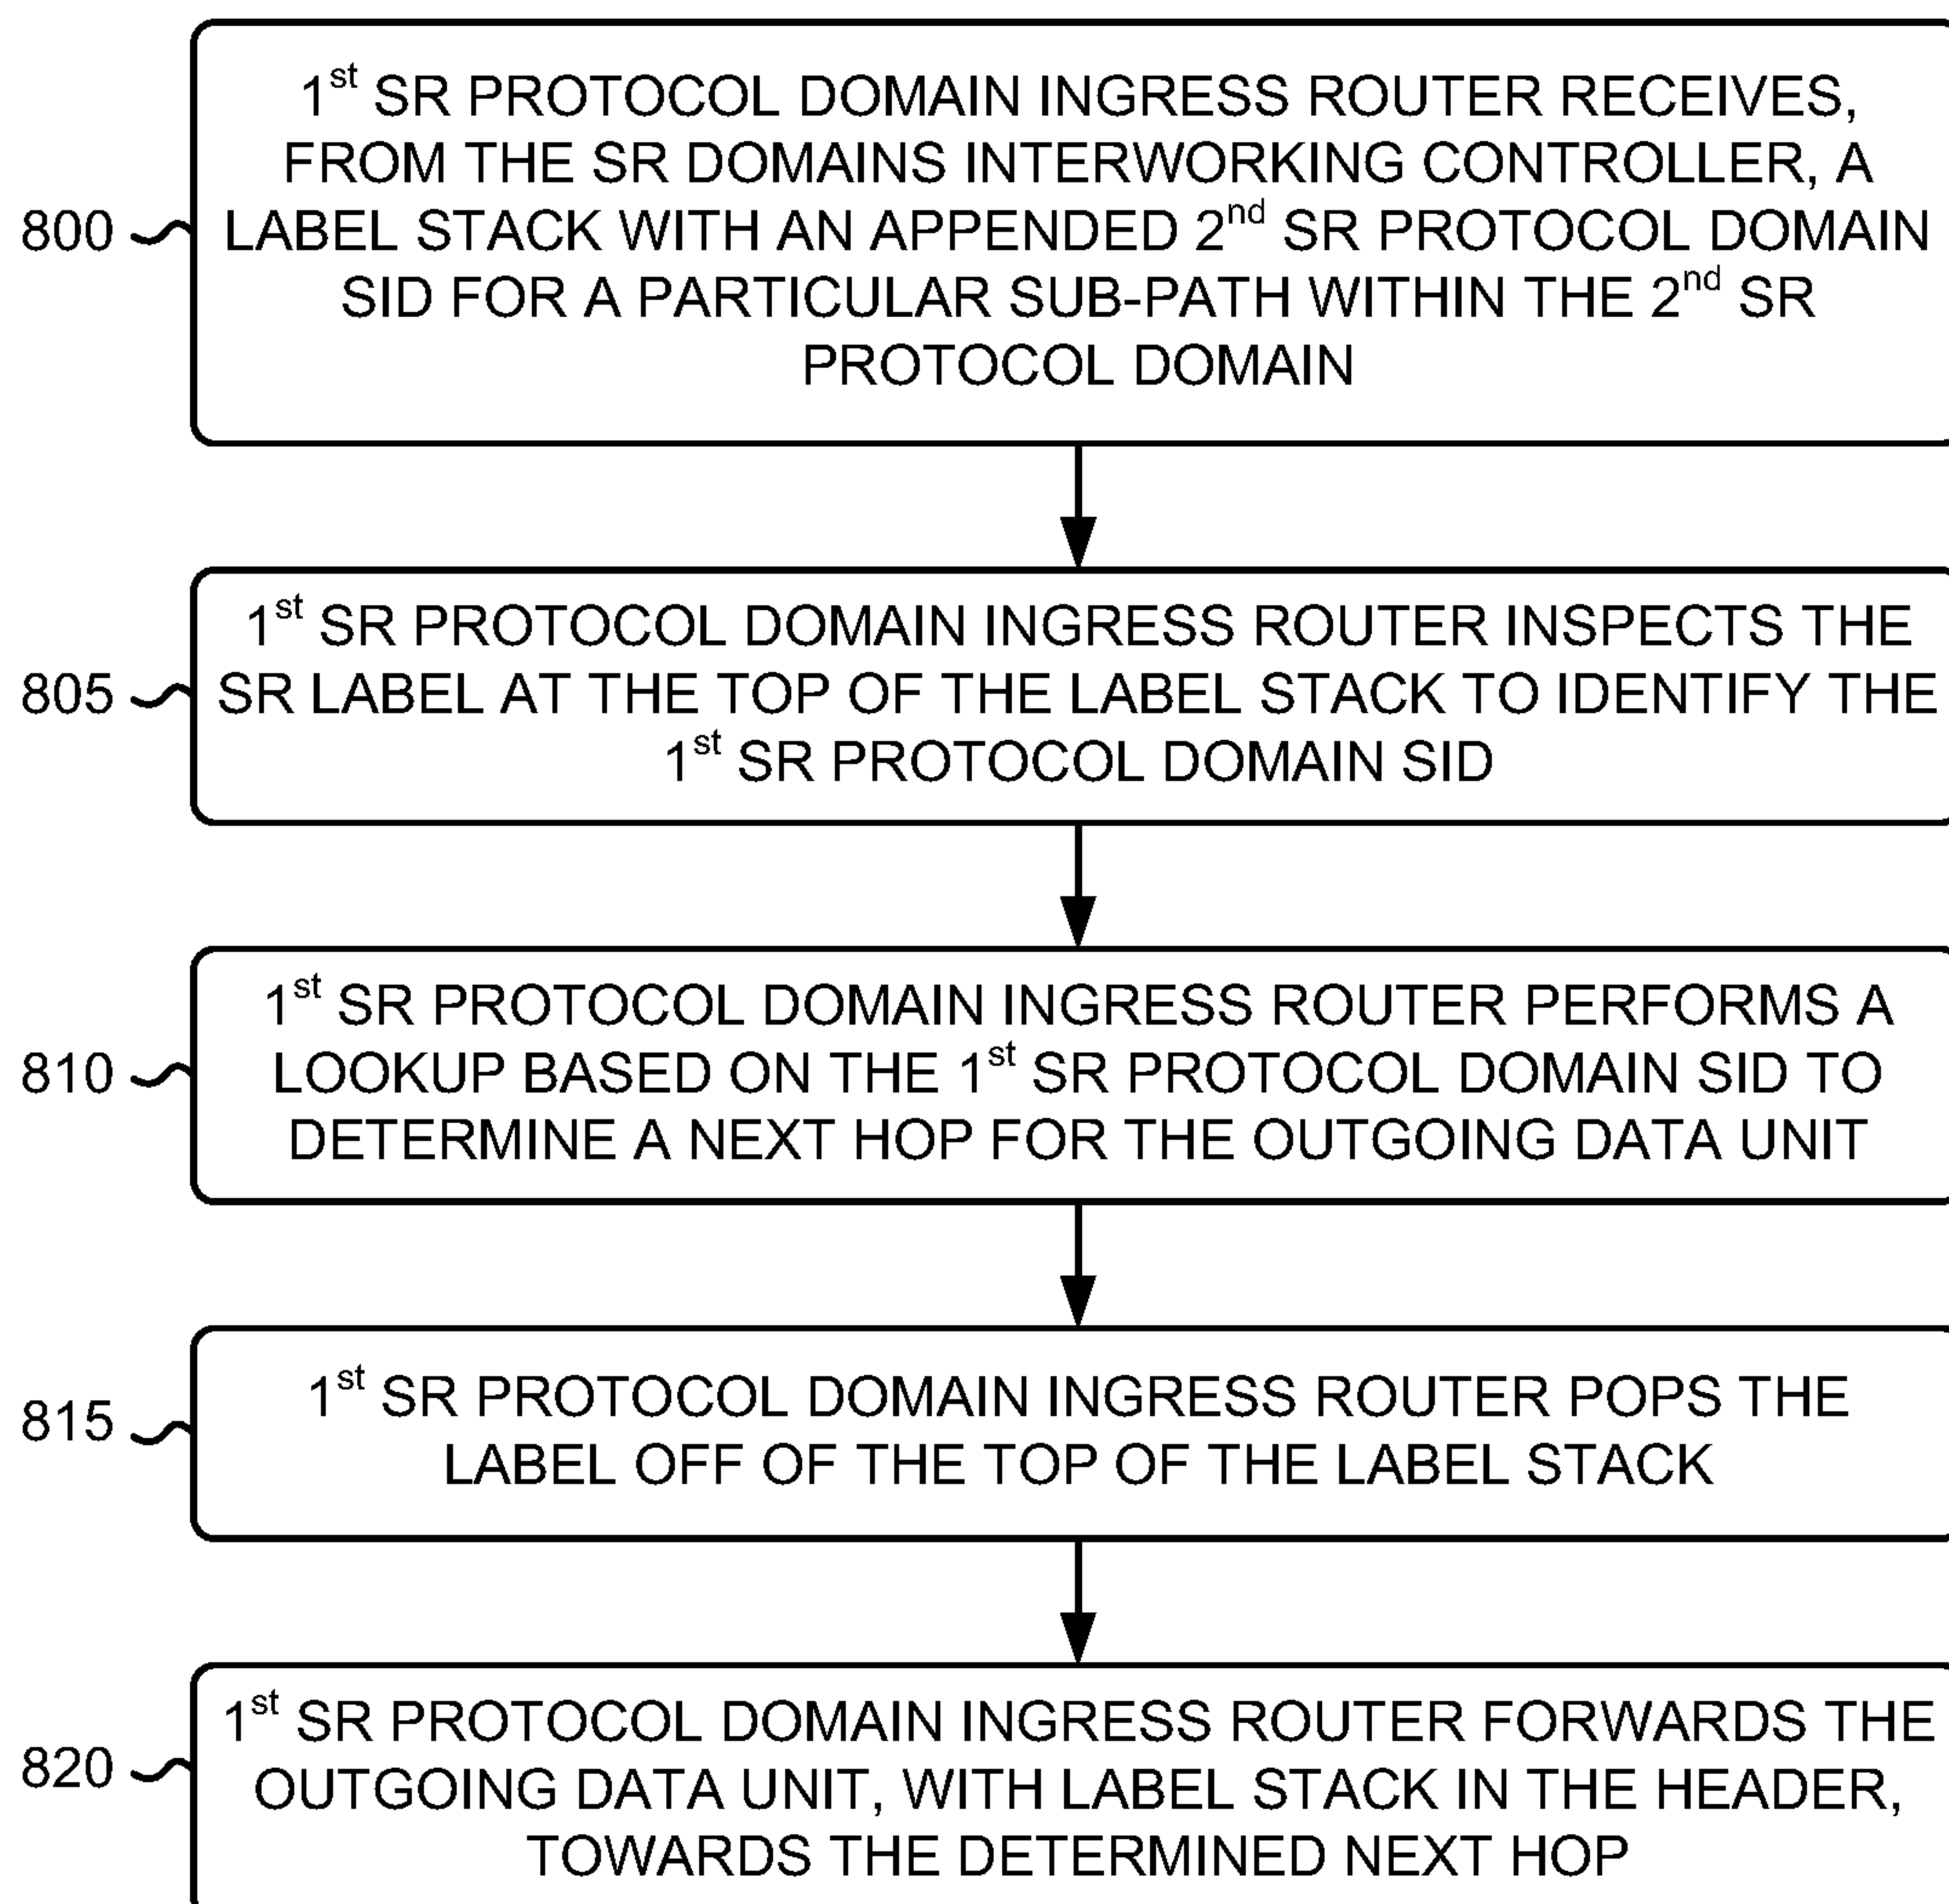 1st SR PROTOCOL DOMAIN INGRESS ROUTER RECEIVES,
FROM THE SR DOMAINS INTERWORKING CONTROLLER, A
800 LABEL STACK WITH AN APPENDED 2nd SR PROTOCOL DOMAIN
SID FOR A PARTICULAR SUB-PATH WITHIN THE 2nd SR
PROTOCOL DOMAIN
1st SR PROTOCOL DOMAIN INGRESS ROUTER INSPECTS THE
805 SR LABEL AT THE TOP OF THE LABEL STACK TO IDENTIFY THE
1st SR PROTOCOL DOMAIN SID
1st SR PROTOCOL DOMAIN INGRESS ROUTER PERFORMS A
810 LOOKUP BASED ON THE 1st SR PROTOCOL DOMAIN SID TO
DETERMINE A NEXT HOP FOR THE OUTGOING DATA UNIT
815
1st SR PROTOCOL DOMAIN INGRESS ROUTER POPS THE
LABEL OFF OF THE TOP OF THE LABEL STACK
1st SR PROTOCOL DOMAIN INGRESS ROUTER FORWARDS THE
820 OUTGOING DATA UNIT, WITH LABEL STACK IN THE HEADER,
TOWARDS THE DETERMINED NEXT HOP